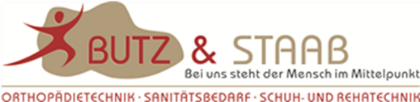 BUTZ & STAAB
Bei uns steht der Mensch im Mittelpunkt
ORTHOPÄDIETECHNIK · SANITÄTSBEDARF · SCHUH- UND REHATECHNIK